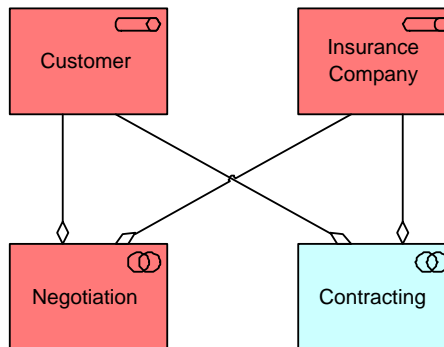 Customer
Insurance
Company
Negotiation
Contracting